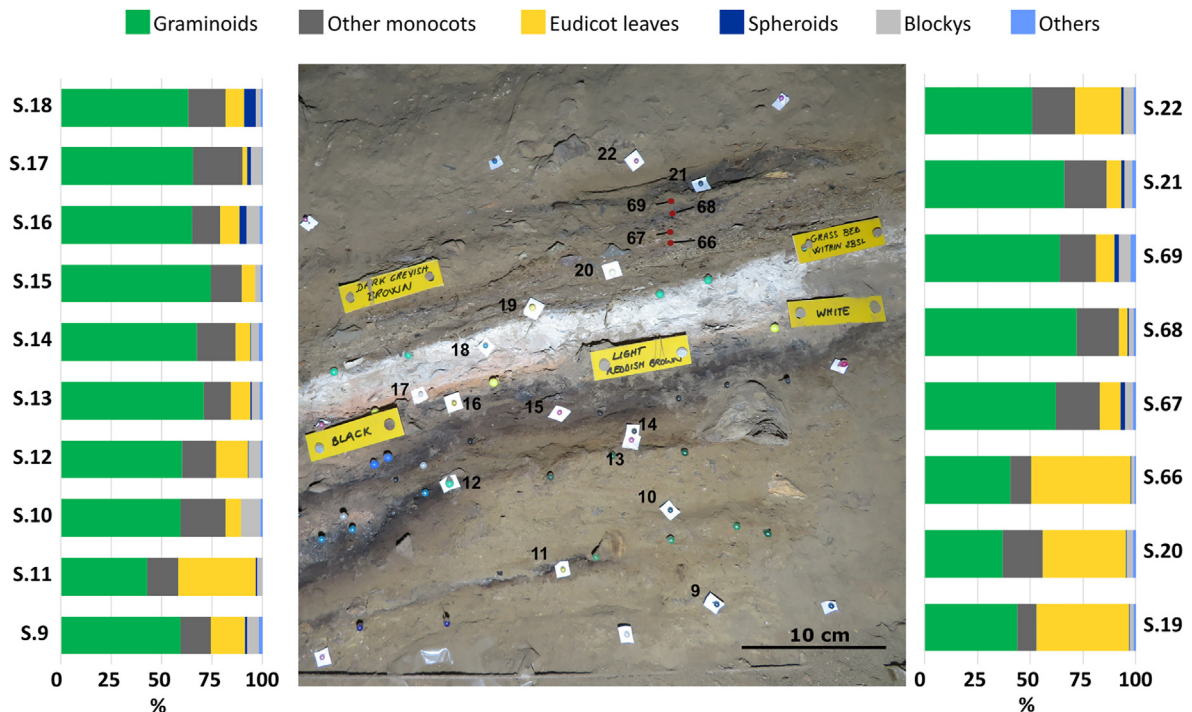 Graminoids Other monocots Eudicot leaves Spheroids Blockys Others
S.18
S.17
S.16
S.15
S.14
S.13
S.12
S.10
S.11
S.9
0 25 50 75 100
%
22
21
69 68
67 66
20
19
18
17
16
15
14
13
12
10
11
9
GRASS BED
WITHIN 2BSL
DARK GREYISH
BROWN
WHITE
LIGHT
REDDISH BROWN
BLACK
10 cm
S.22
S.21
S.69
S.68
S.67
S.66
S.20
S.19
0 25 50 75 100
%